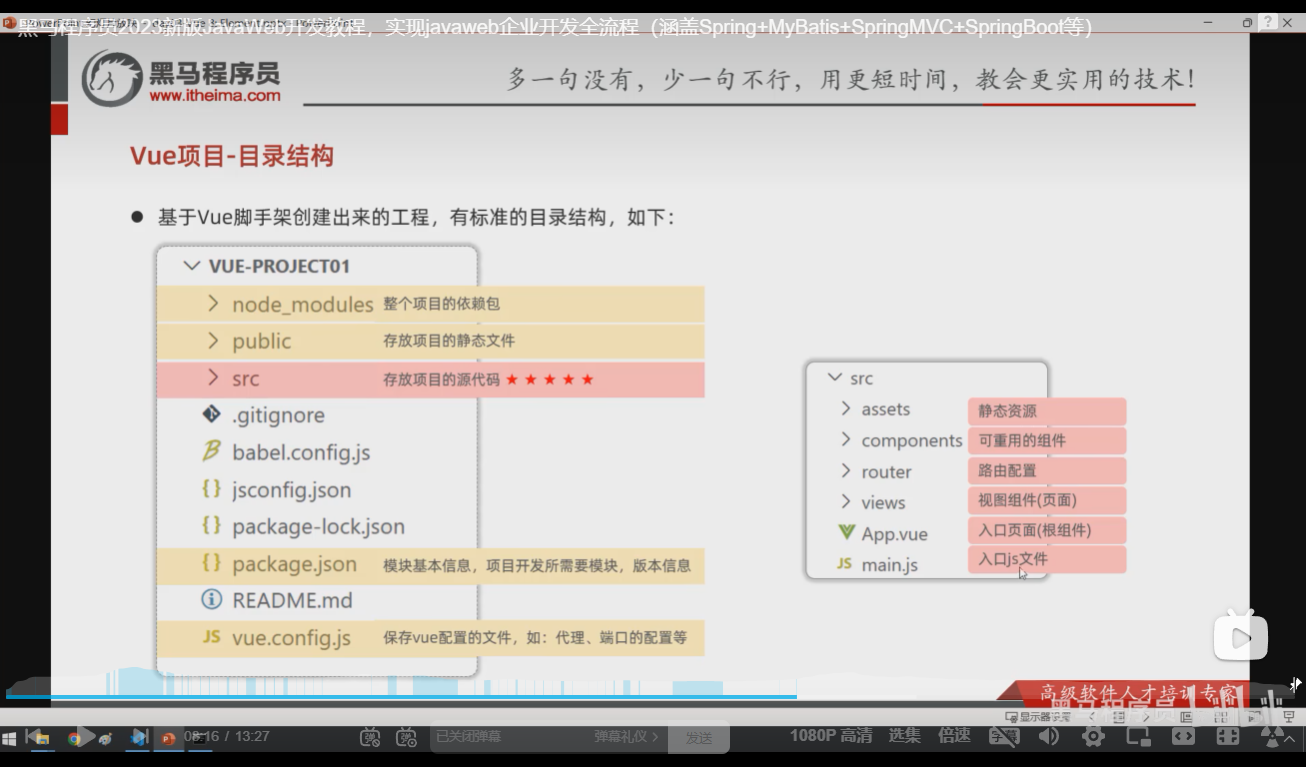 黑马程序员2023新版JavaWeb开发教程，实现javaweb企业开发全流程（涵盖Spring+MyBatis+SpringMVC+SpringBoot等）
黑马程序员
www.itheima.com
多一句没有，少一句不行，用更短时间，教会更实用的技术！
Vue项目-目录结构
● 基于Vue脚手架创建出来的工程，有标准的目录结构，如下：
VUE-PROJECT01
node_modules 整个项目的依赖包
public 存放项目的静态文件
src 存放项目的源代码 ★ ★ ★ ★ ★
.gitignore
babel.config.js
{} jsconfig.json
{} package-lock.json
{} package.json 模块基本信息，项目开发所需要模块，版本信息
README.md
JS vue.config.js 保存vue配置的文件，如：代理、端口的配置等
src
assets 静态资源
components 可重用的组件
router 路由配置
views 视图组件(页面)
App.vue 入口页面(根组件)
JS main.js 入口js文件
高级软件人才培训专家
黑马程序员
显示器设置
08:16 / 13:27
已关闭弹幕
弹幕礼仪 >
发送
1080P 高清
选集
倍速
字幕